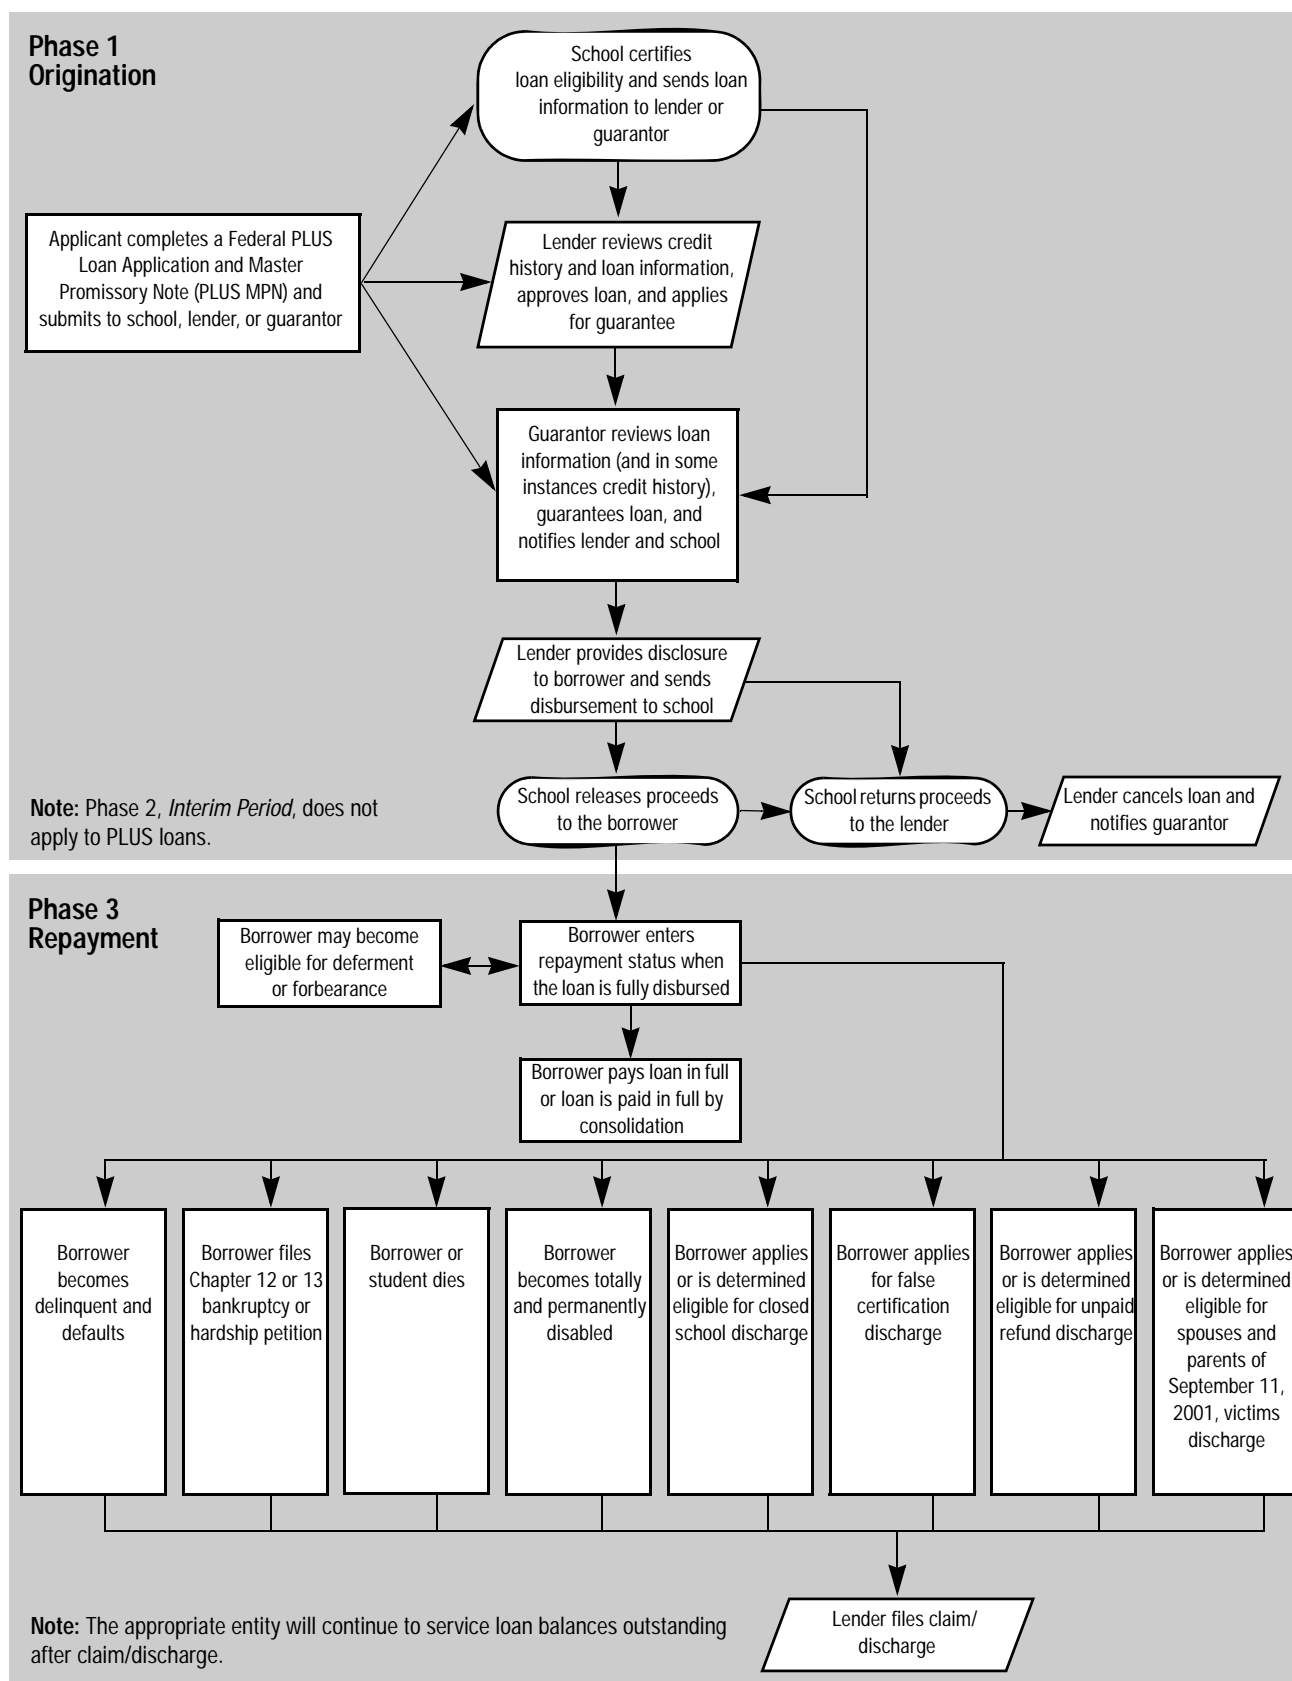 Phase 1
Origination
School certifies
loan eligibility and sends loan
information to lender or
guarantor
Applicant completes a Federal PLUS
Loan Application and Master
Promissory Note (PLUS MPN) and
submits to school, lender, or guarantor
Lender reviews credit
history and loan information,
approves loan, and applies
for guarantee
Guarantor reviews loan
information (and in some
instances credit history),
guarantees loan, and
notifies lender and school
Lender provides disclosure
to borrower and sends
disbursement to school
School releases proceeds
to the borrower
School returns proceeds
to the lender
Lender cancels loan and
notifies guarantor
Note: Phase 2, Interim Period, does not
apply to PLUS loans.
Phase 3
Repayment
Borrower may become
eligible for deferment
or forbearance
Borrower enters
repayment status when
the loan is fully disbursed
Borrower pays loan in full
or loan is paid in full by
consolidation
Borrower
becomes
delinquent and
defaults
Borrower files
Chapter 12 or 13
bankruptcy or
hardship petition
Borrower or
student dies
Borrower
becomes totally
and permanently
disabled
Borrower applies
or is determined
eligible for closed
school discharge
Borrower applies
for false
certification
discharge
Borrower applies
or is determined
eligible for unpaid
refund discharge
Borrower applies
or is determined
eligible for
spouses and
parents of
September 11,
2001, victims
discharge
Lender files claim/
discharge
Note: The appropriate entity will continue to service loan balances outstanding
after claim/discharge.